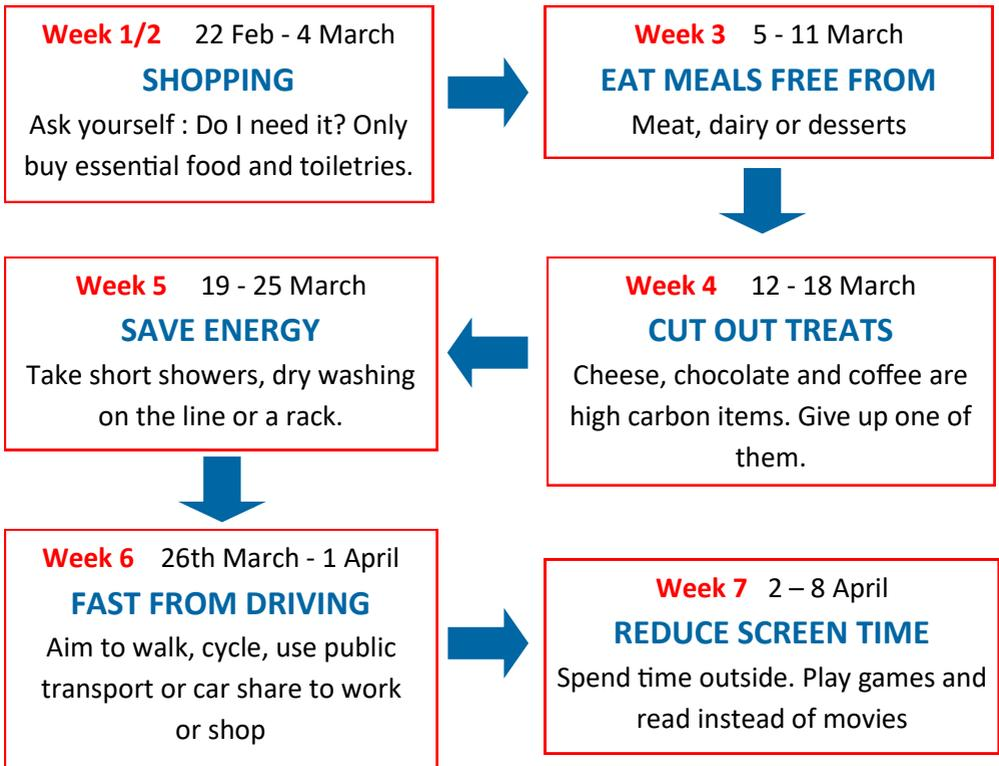 Week 1/2 22 Feb - 4 March
SHOPPING
Ask yourself : Do I need it? Only
buy essential food and toiletries.
Week 3 5 - 11 March
EAT MEALS FREE FROM
Meat, dairy or desserts
Week 4 12 - 18 March
CUT OUT TREATS
Cheese, chocolate and coffee are
high carbon items. Give up one of
them.
Week 5 19 - 25 March
SAVE ENERGY
Take short showers, dry washing
on the line or a rack.
Week 6 26th March - 1 April
FAST FROM DRIVING
Aim to walk, cycle, use public
transport or car share to work
or shop
Week 7 2 – 8 April
REDUCE SCREEN TIME
Spend time outside. Play games and
read instead of movies